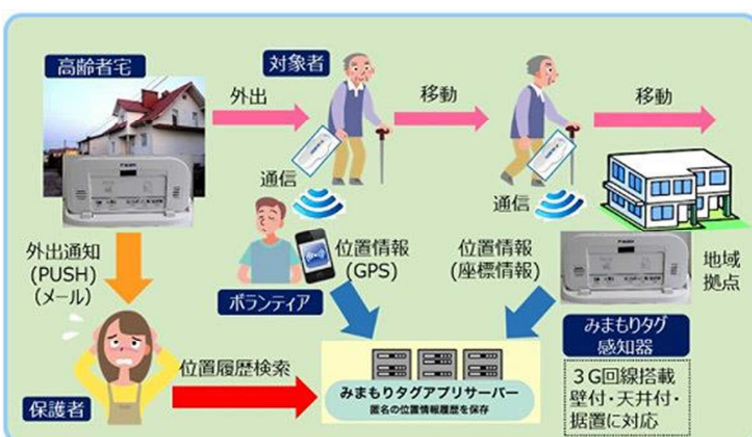 高齢者宅
対象者
外出
移動
移動
通信
通信
外出通知
(PUSH)
(メール)
位置情報
(GPS)
位置情報
(座標情報)
地域
拠点
ボランティア
みまもりタグ
感知器
位置履歴検索
保護者
みまもりタグアプリサーバー
匿名の位置情報履歴を保存
3G回線搭載
壁付・天井付・
据置に対応